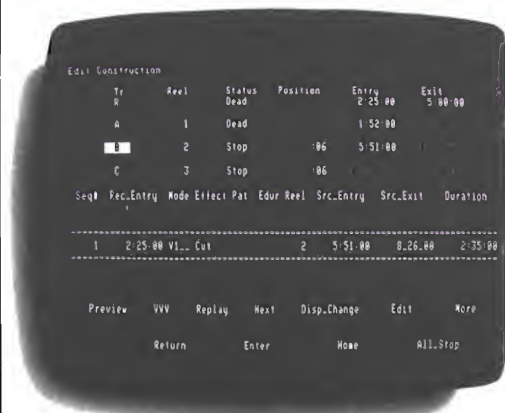 Edit Construction
Tr Reel Status Position Entry Exit
R Dead 2:25:00 5:00:00
A 1 Dead 1:52:00
B 2 Stop :06 5:51:00
C 3 Stop :06
Seq# Rec_Entry Mode Effect Pat Edur Reel Src_Entry Src_Exit Duration
1 2:25:00 V1__ Cut 2 5:51:00 8_26.00 2:35:00
Preview VVV Replay Next Disp_Change Edit More
Return Enter Home All_Stop